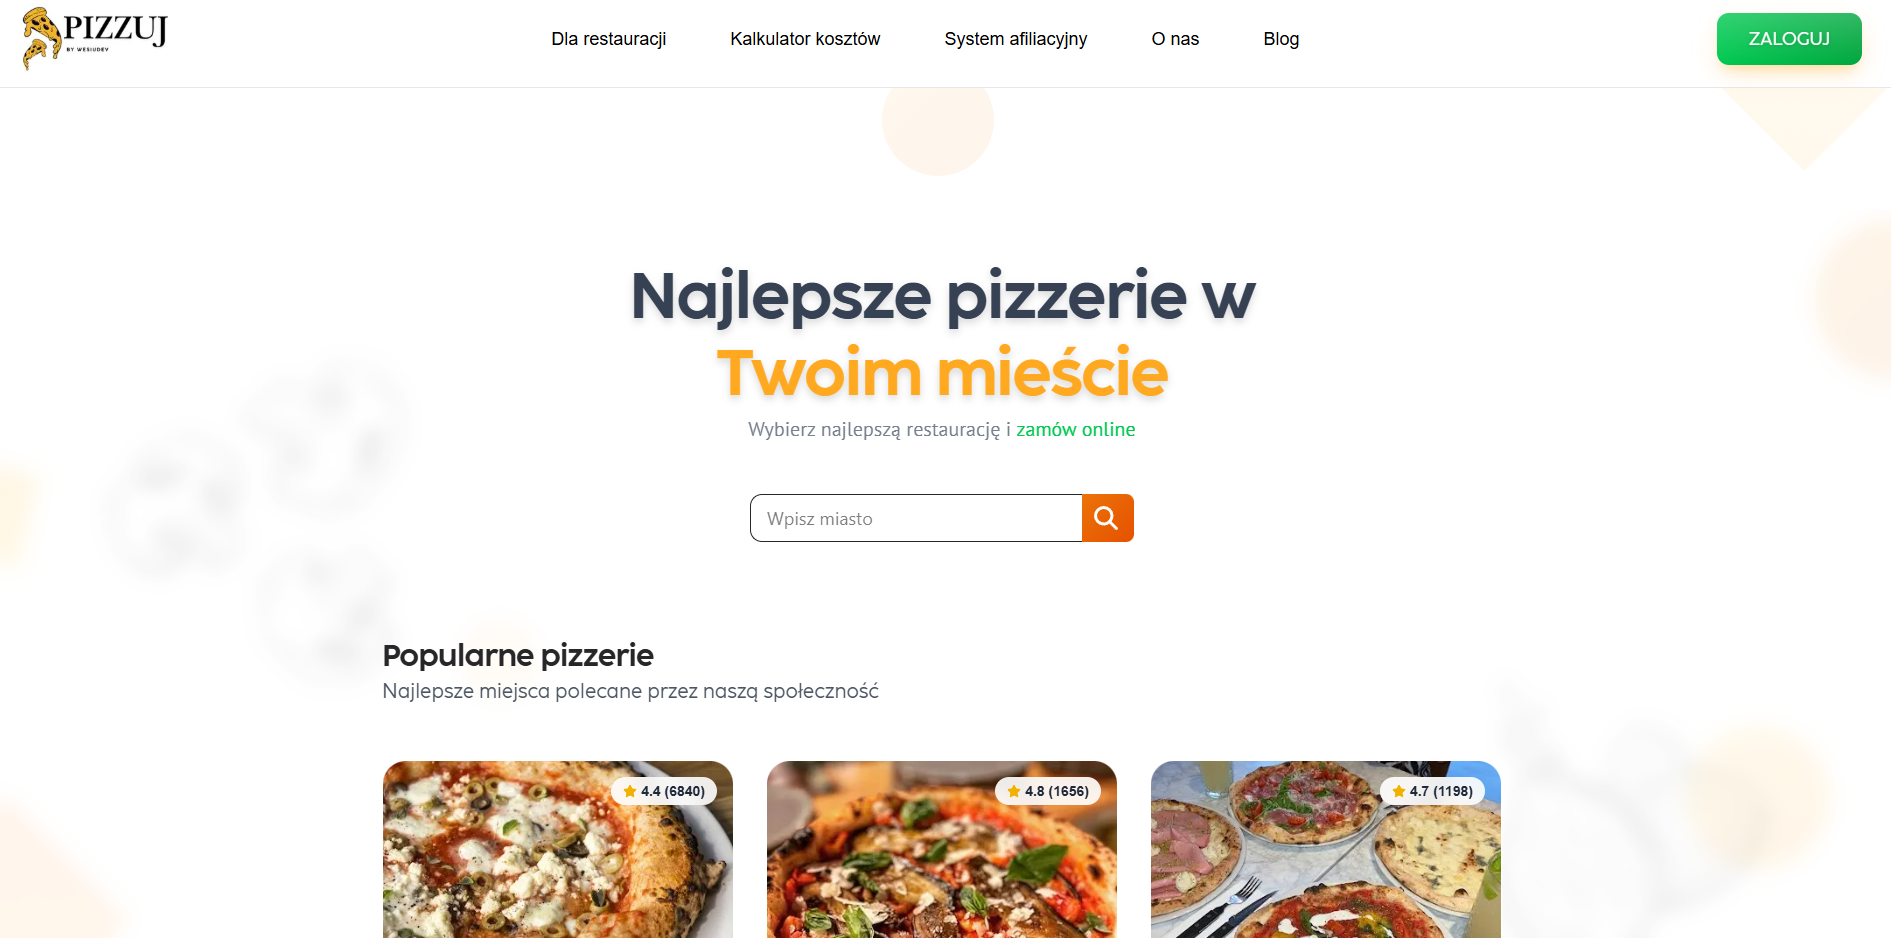 PIZZUJ
BY WESIUDEV
Dla restauracji
Kalkulator kosztów
System afiliacyjny
O nas
Blog
ZALOGUJ
Najlepsze pizzerie w
Twoim mieście
Wybierz najlepszą restaurację i zamów online
Wpisz miasto
Popularne pizzerie
Najlepsze miejsca polecane przez naszą społeczność
4.4 (6840)
4.8 (1656)
4.7 (1198)